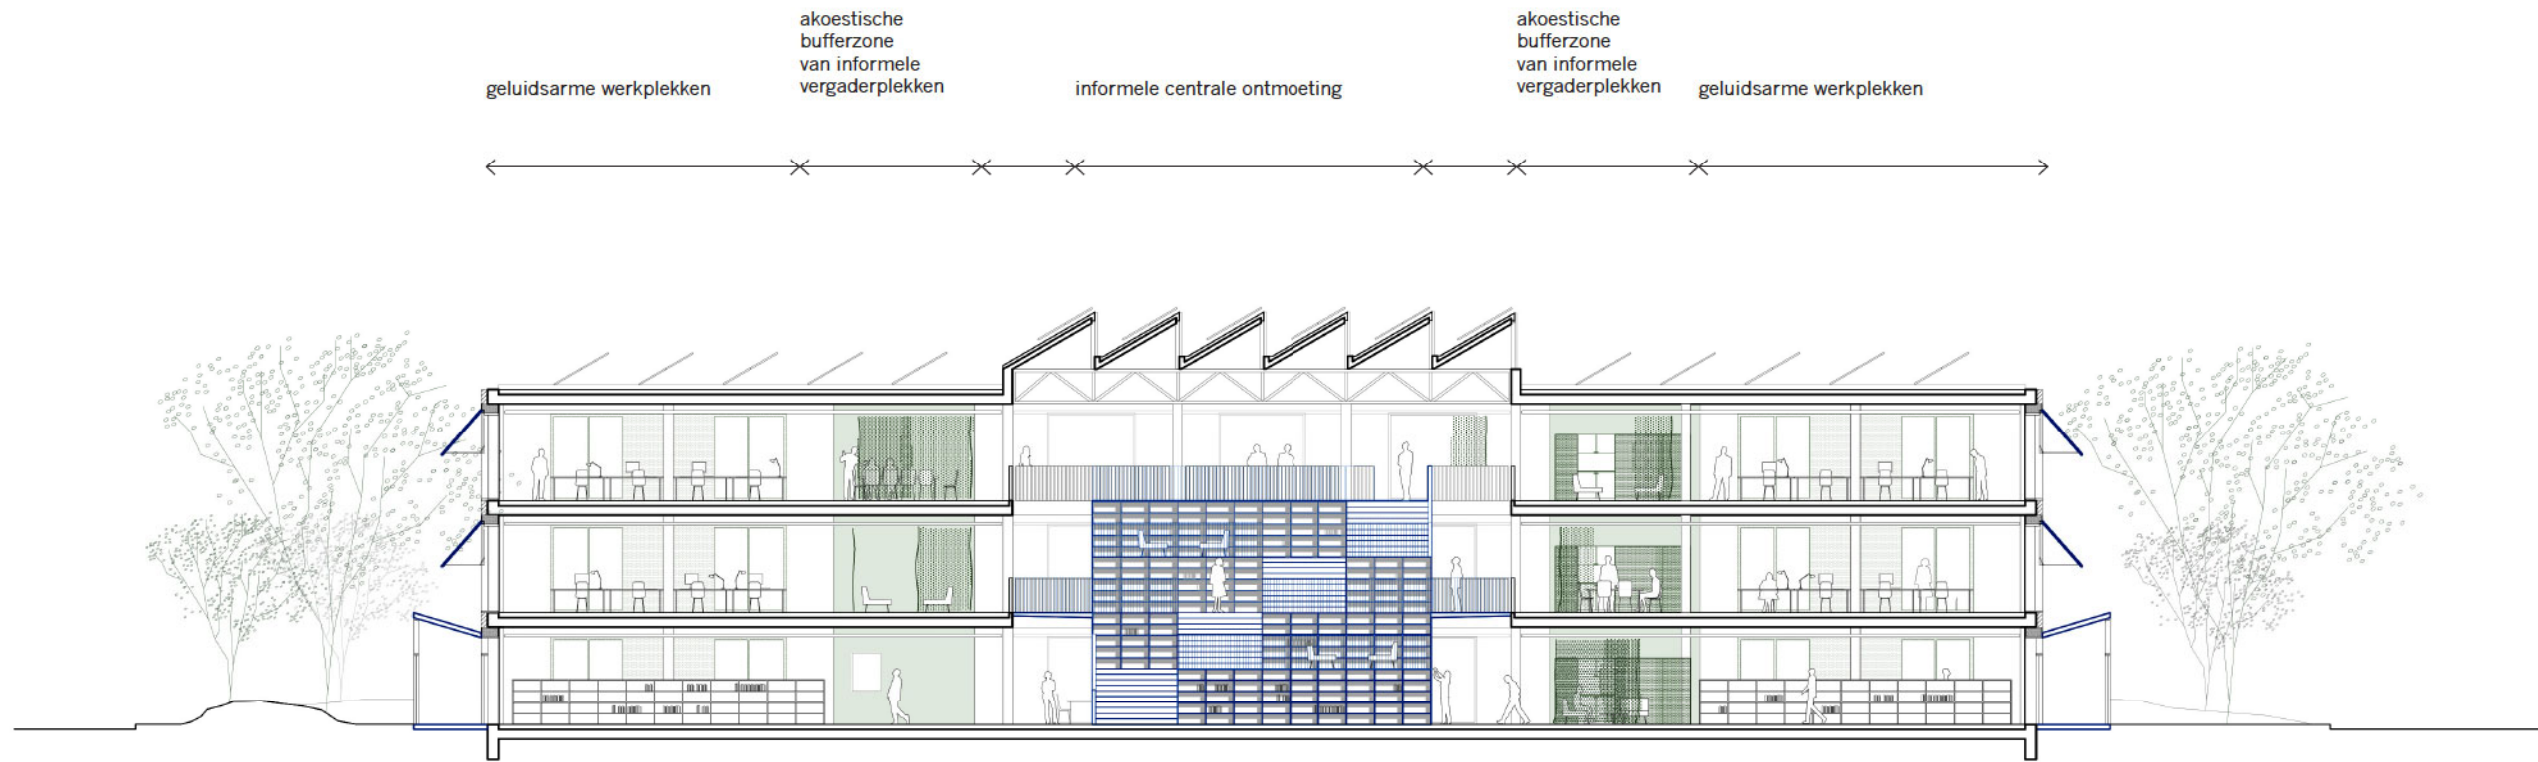 geluidsarme werkplekken
akoestische
bufferzone
van informele
vergaderplekken
informele centrale ontmoeting
akoestische
bufferzone
van informele
vergaderplekken
geluidsarme werkplekken